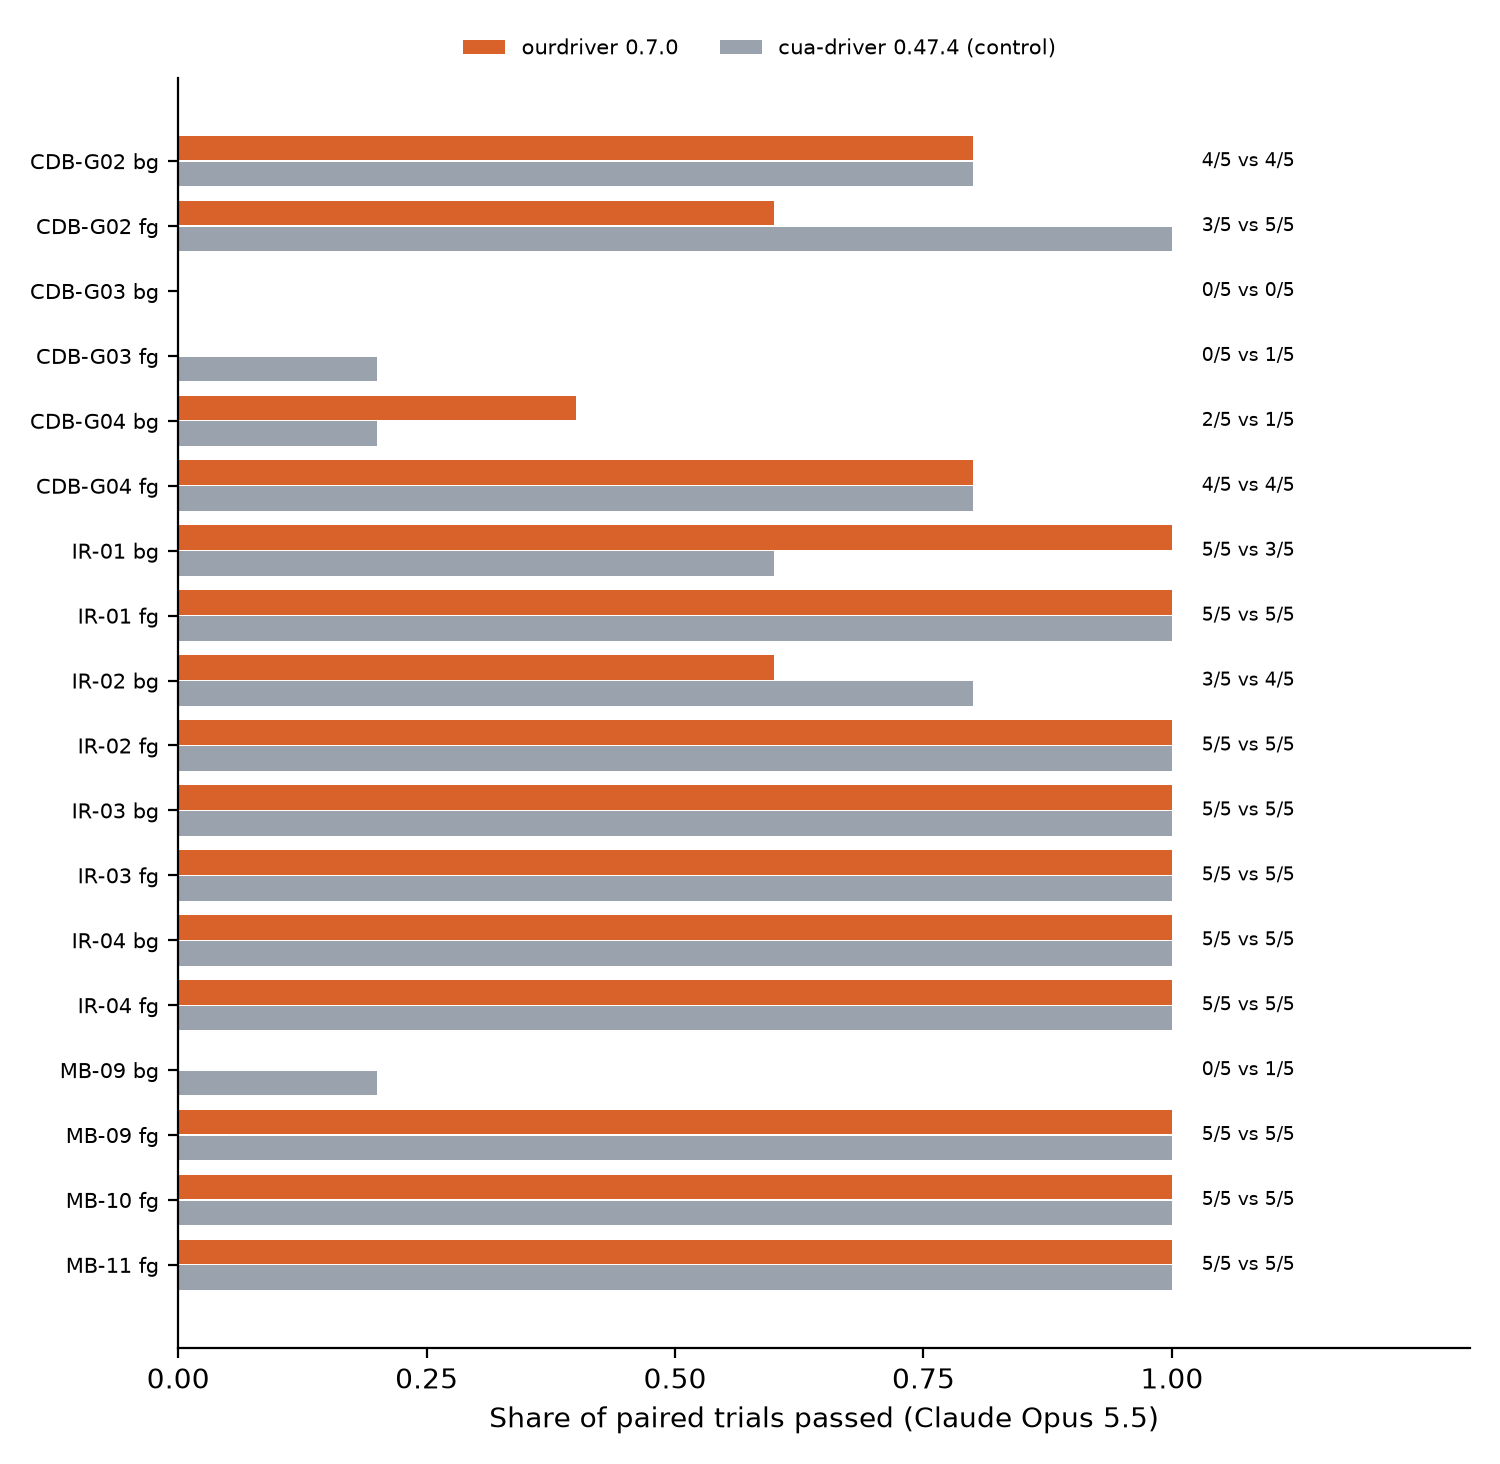 ourdriver 0.7.0 cua-driver 0.47.4 (control)
CDB-G02 bg 4/5 vs 4/5
CDB-G02 fg 3/5 vs 5/5
CDB-G03 bg 0/5 vs 0/5
CDB-G03 fg 0/5 vs 1/5
CDB-G04 bg 2/5 vs 1/5
CDB-G04 fg 4/5 vs 4/5
IR-01 bg 5/5 vs 3/5
IR-01 fg 5/5 vs 5/5
IR-02 bg 3/5 vs 4/5
IR-02 fg 5/5 vs 5/5
IR-03 bg 5/5 vs 5/5
IR-03 fg 5/5 vs 5/5
IR-04 bg 5/5 vs 5/5
IR-04 fg 5/5 vs 5/5
MB-09 bg 0/5 vs 1/5
MB-09 fg 5/5 vs 5/5
MB-10 fg 5/5 vs 5/5
MB-11 fg 5/5 vs 5/5
0.00 0.25 0.50 0.75 1.00
Share of paired trials passed (Claude Opus 5.5)